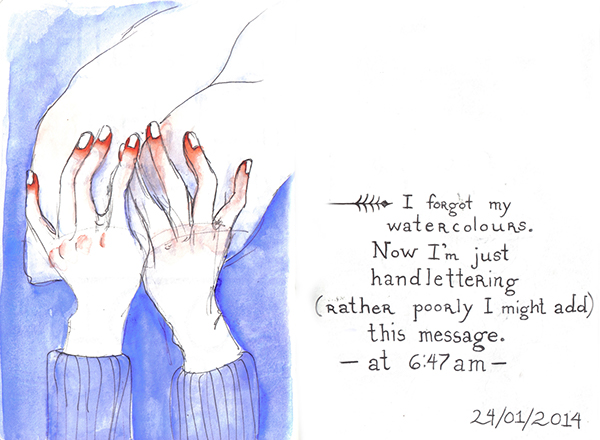 I forgot my
watercolours.
Now I'm just
handlettering
(rather poorly I might add)
this message.
- at 6:47 am -
24/01/2014